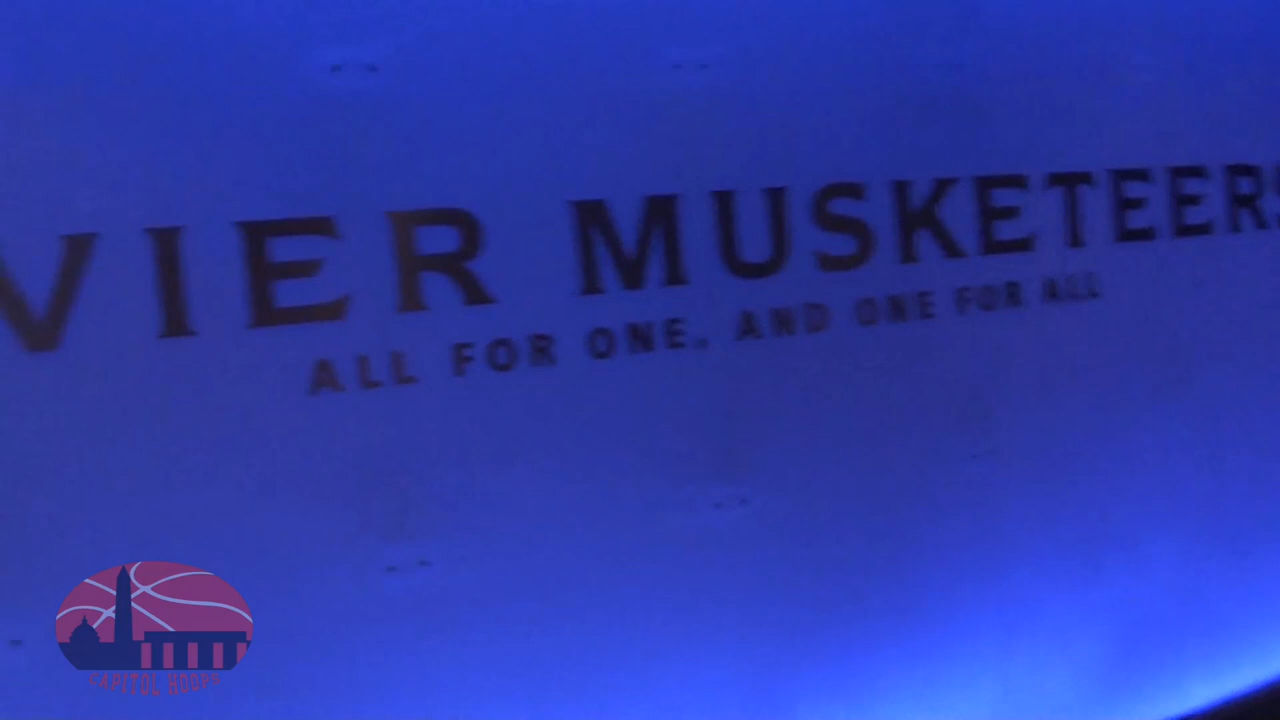 VIER MUSKETEERS
ALL FOR ONE, AND ONE FOR ALL
CAPITOL HOOPS